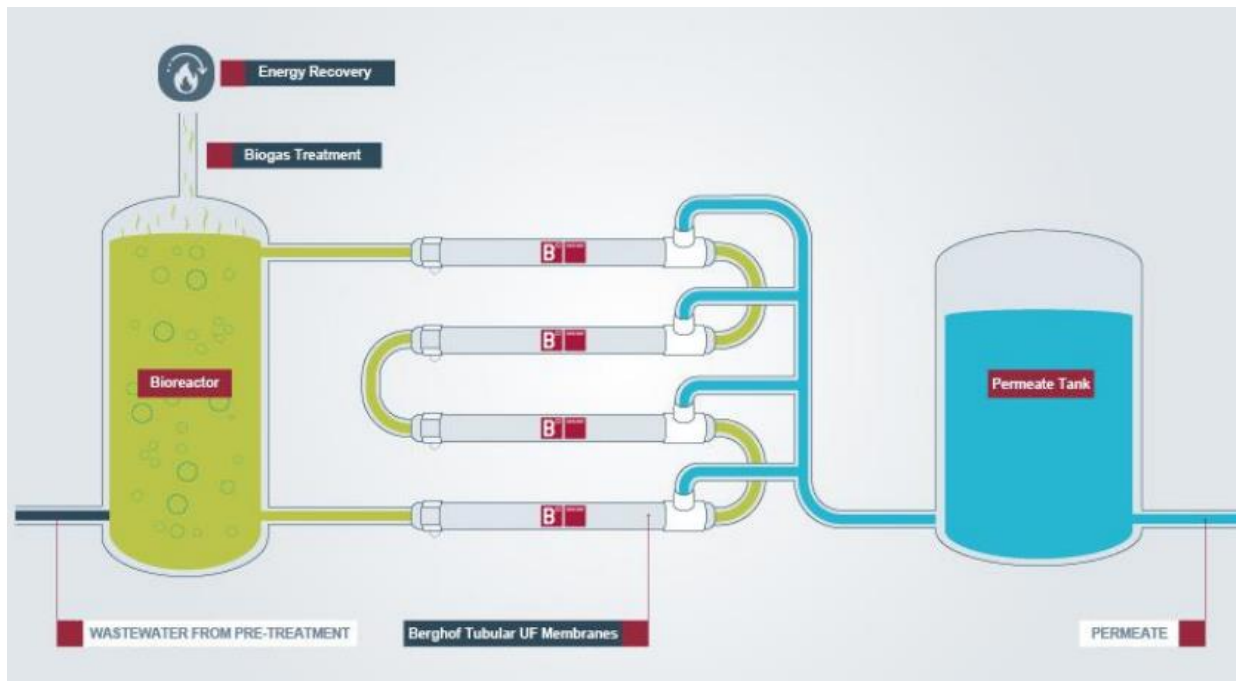 Energy Recovery
Biogas Treatment
B
B
Bioreactor
Permeate Tank
B
B
WASTEWATER FROM PRE-TREATMENT
Berghof Tubular UF Membranes
PERMEATE